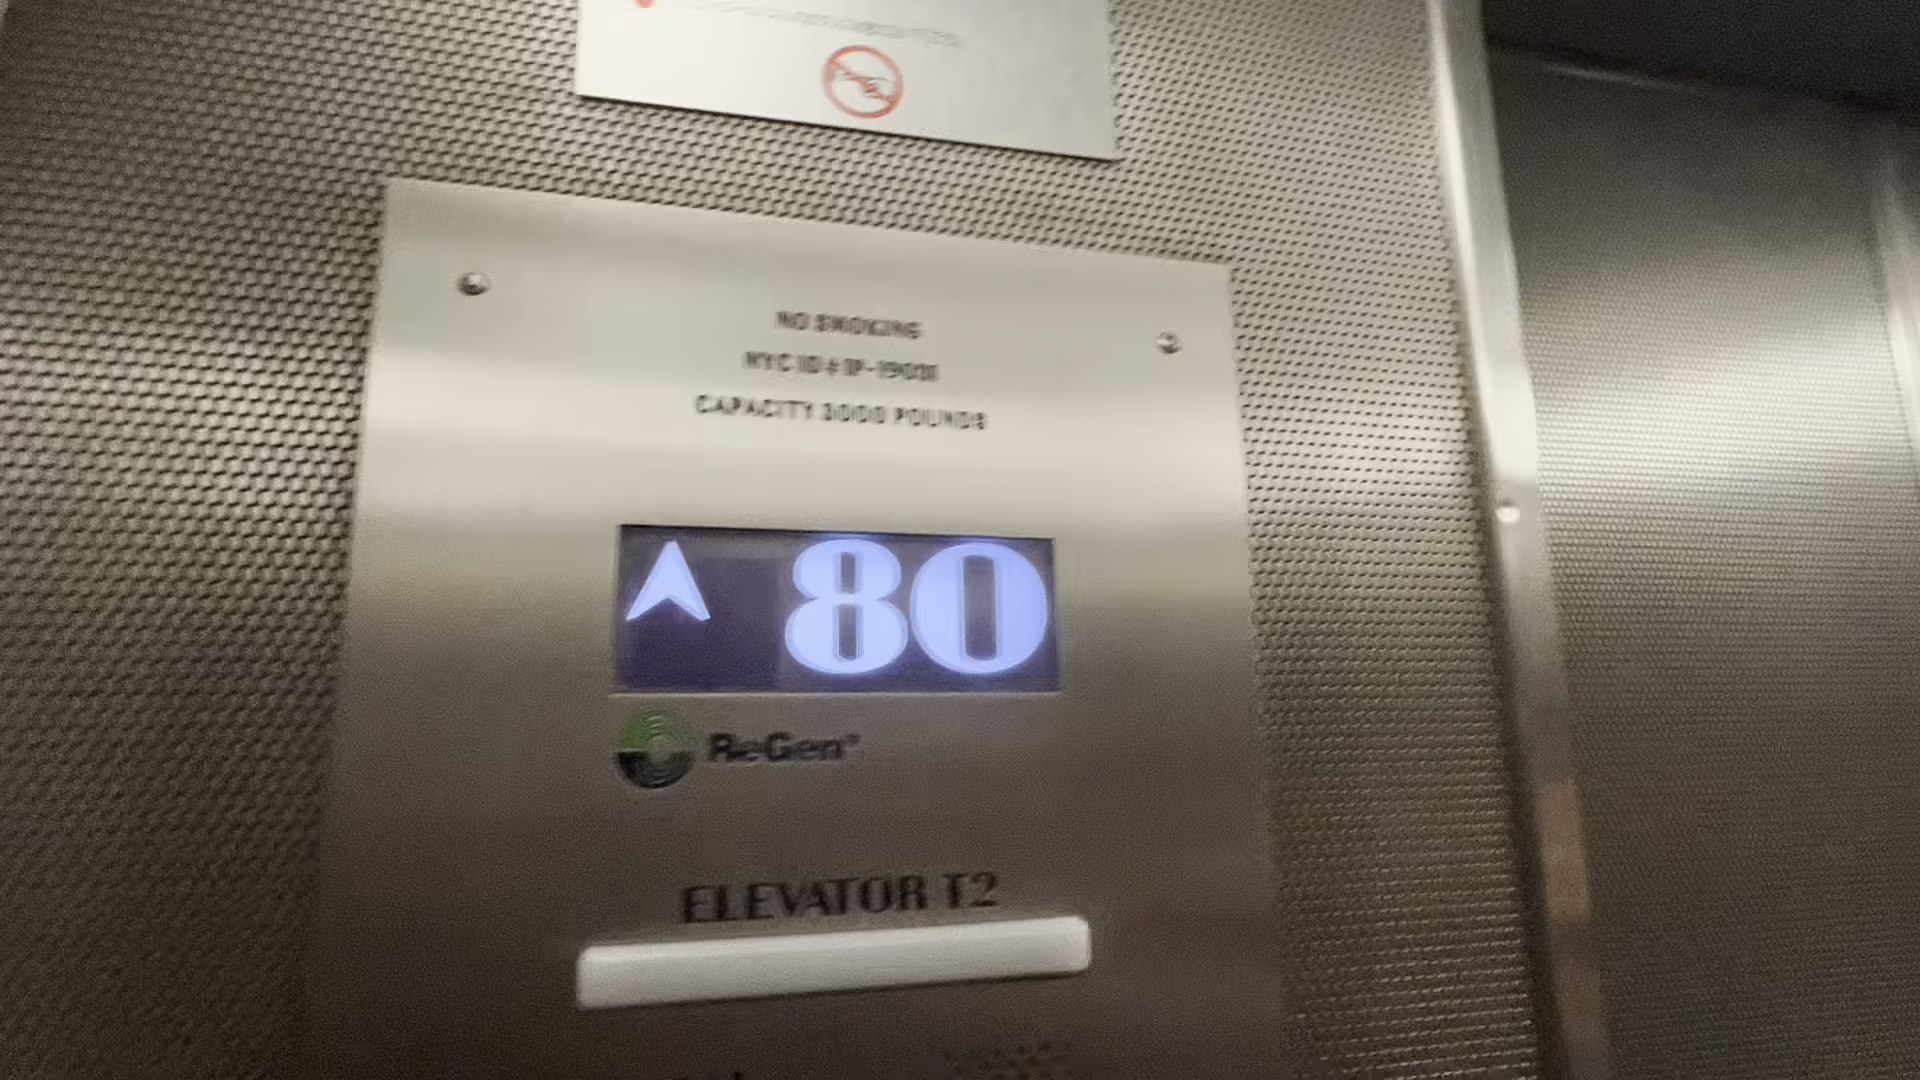 NO SMOKING
NYC ID # 1P-19031
CAPACITY 3000 POUNDS
80
ReGen®
ELEVATOR T2